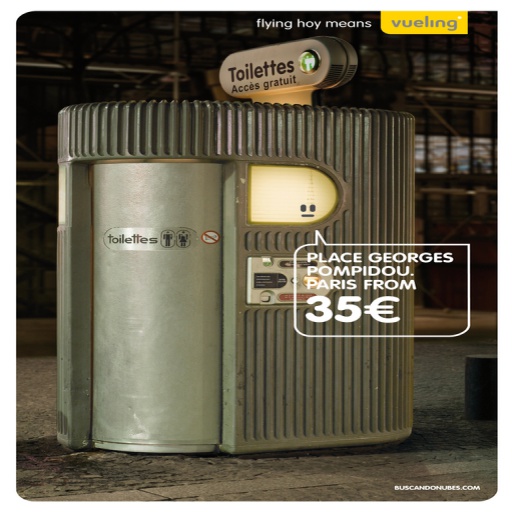 flying hoy means vueling
Toilettes
Accès gratuit
toilettes
PLACE GEORGES
POMPIDOU.
PARIS FROM
35€
BUSCANDONUBES.COM